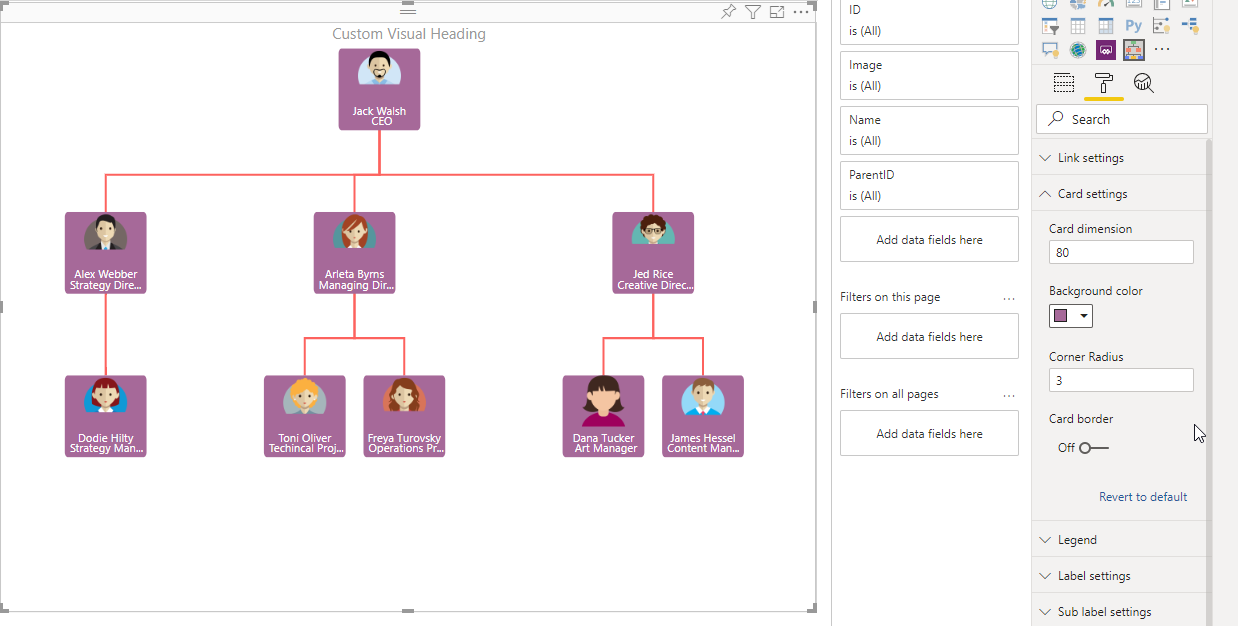 Custom Visual Heading
Jack Walsh
CEO
Alex Webber
Strategy Dire...
Arleta Byrns
Managing Dir...
Jed Rice
Creative Direc...
Dodie Hilty
Strategy Man...
Toni Oliver
Techincal Proj...
Freya Turovsky
Operations Pr...
Dana Tucker
Art Manager
James Hessel
Content Man...
ID
is (All)
Image
is (All)
Name
is (All)
ParentID
is (All)
Add data fields here
Filters on this page
...
Add data fields here
Filters on all pages
...
Add data fields here
Py
...
Search
Link settings
Card settings
Card dimension
80
Background color
Corner Radius
3
Card border
Off
Revert to default
Legend
Label settings
Sub label settings